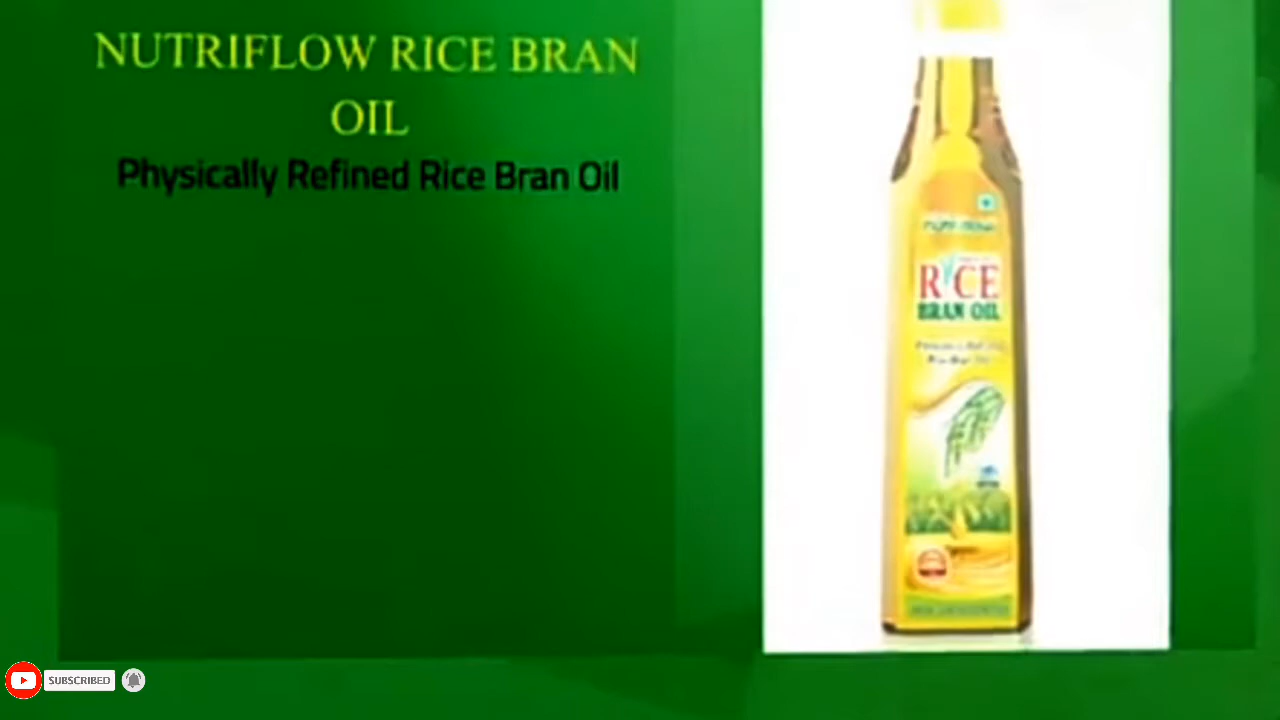 NUTRIFLOW RICE BRAN
OIL
Physically Refined Rice Bran Oil
RICE
BRAN OIL
SUBSCRIBED